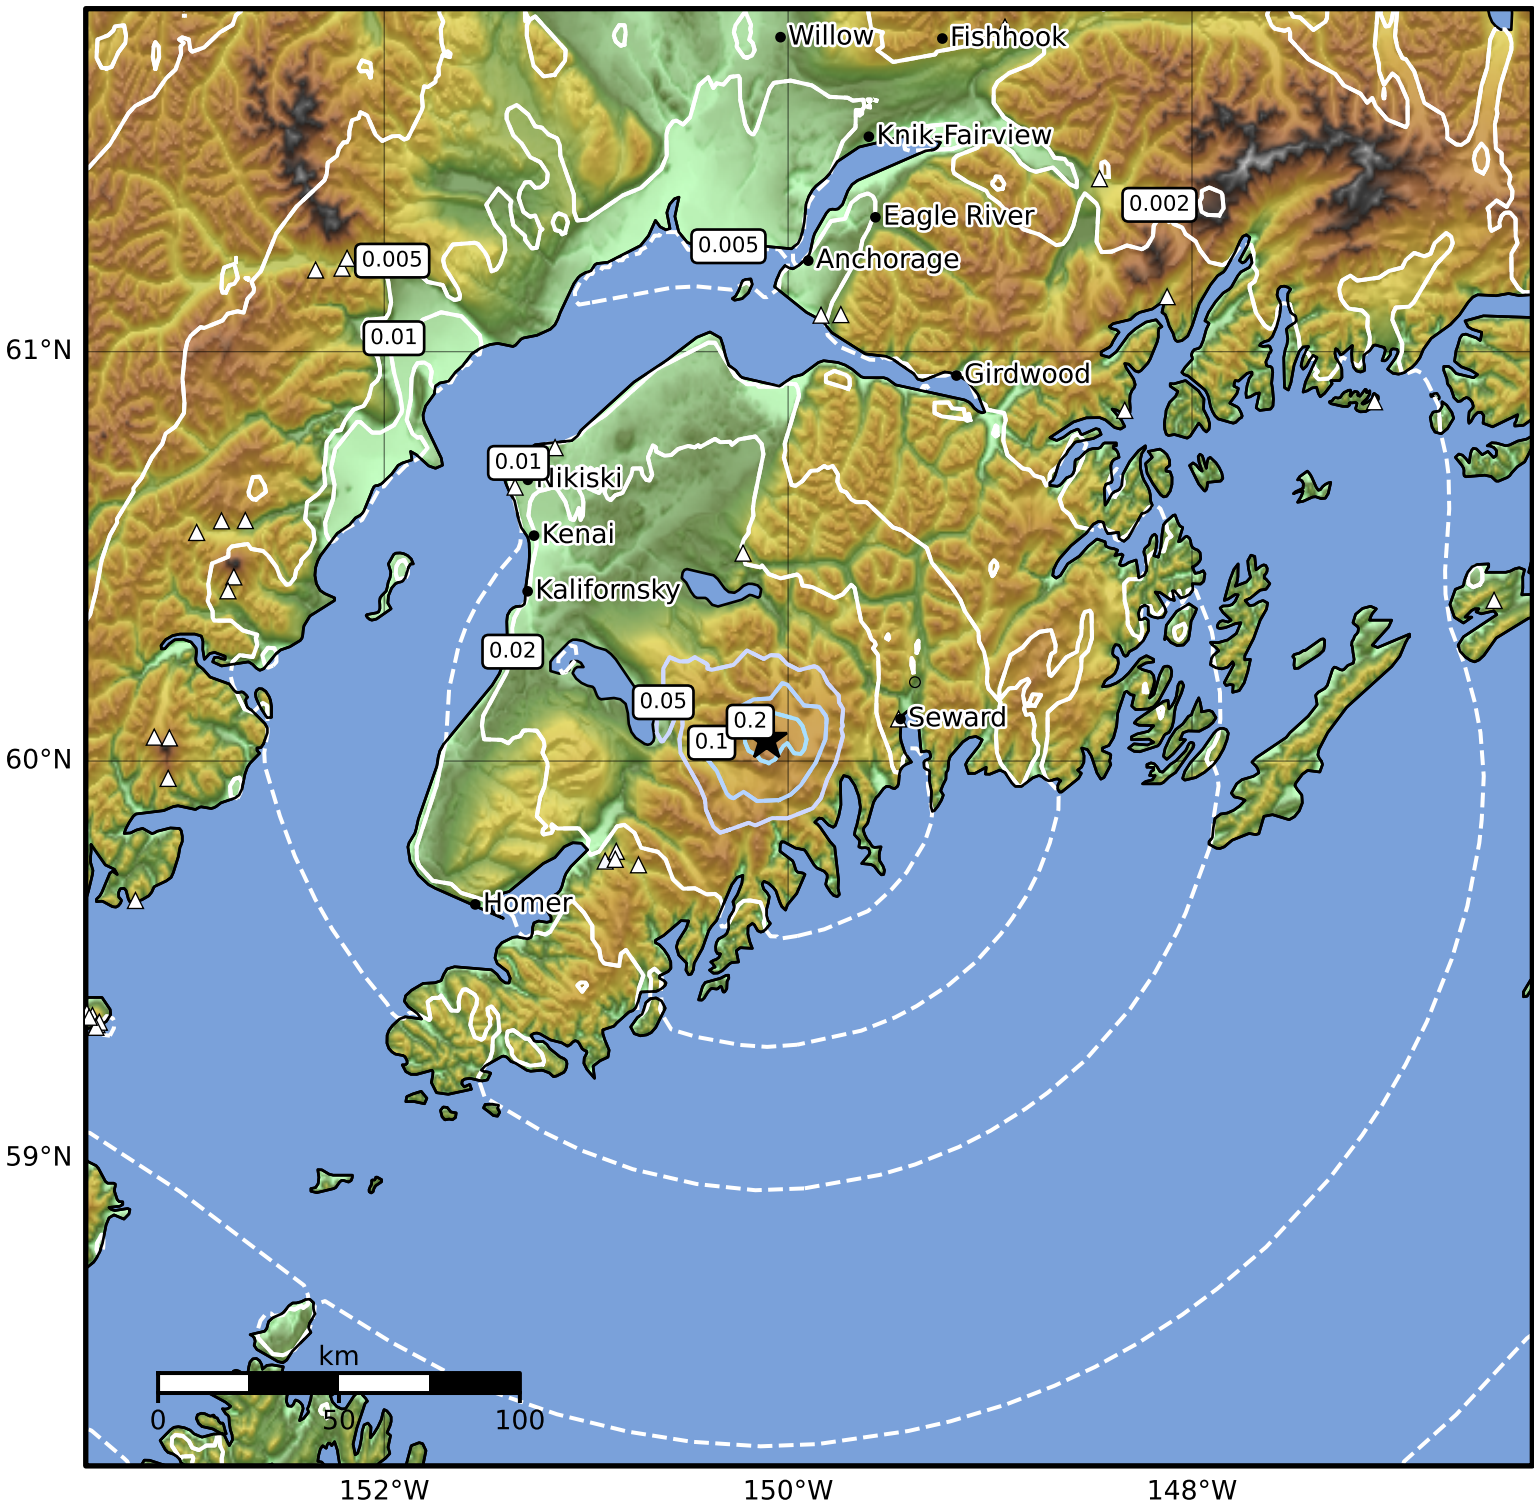 Willow
Fishhook
Knik-Fairview
0.002
Eagle River
0.005
0.005
Anchorage
0.01
61°N
Girdwood
0.01
Nikiski
Kenai
Kalifornsky
0.02
0.05
0.2
Seward
0.1
60°N
Homer
59°N
km
0
50
100
152°W
150°W
148°W